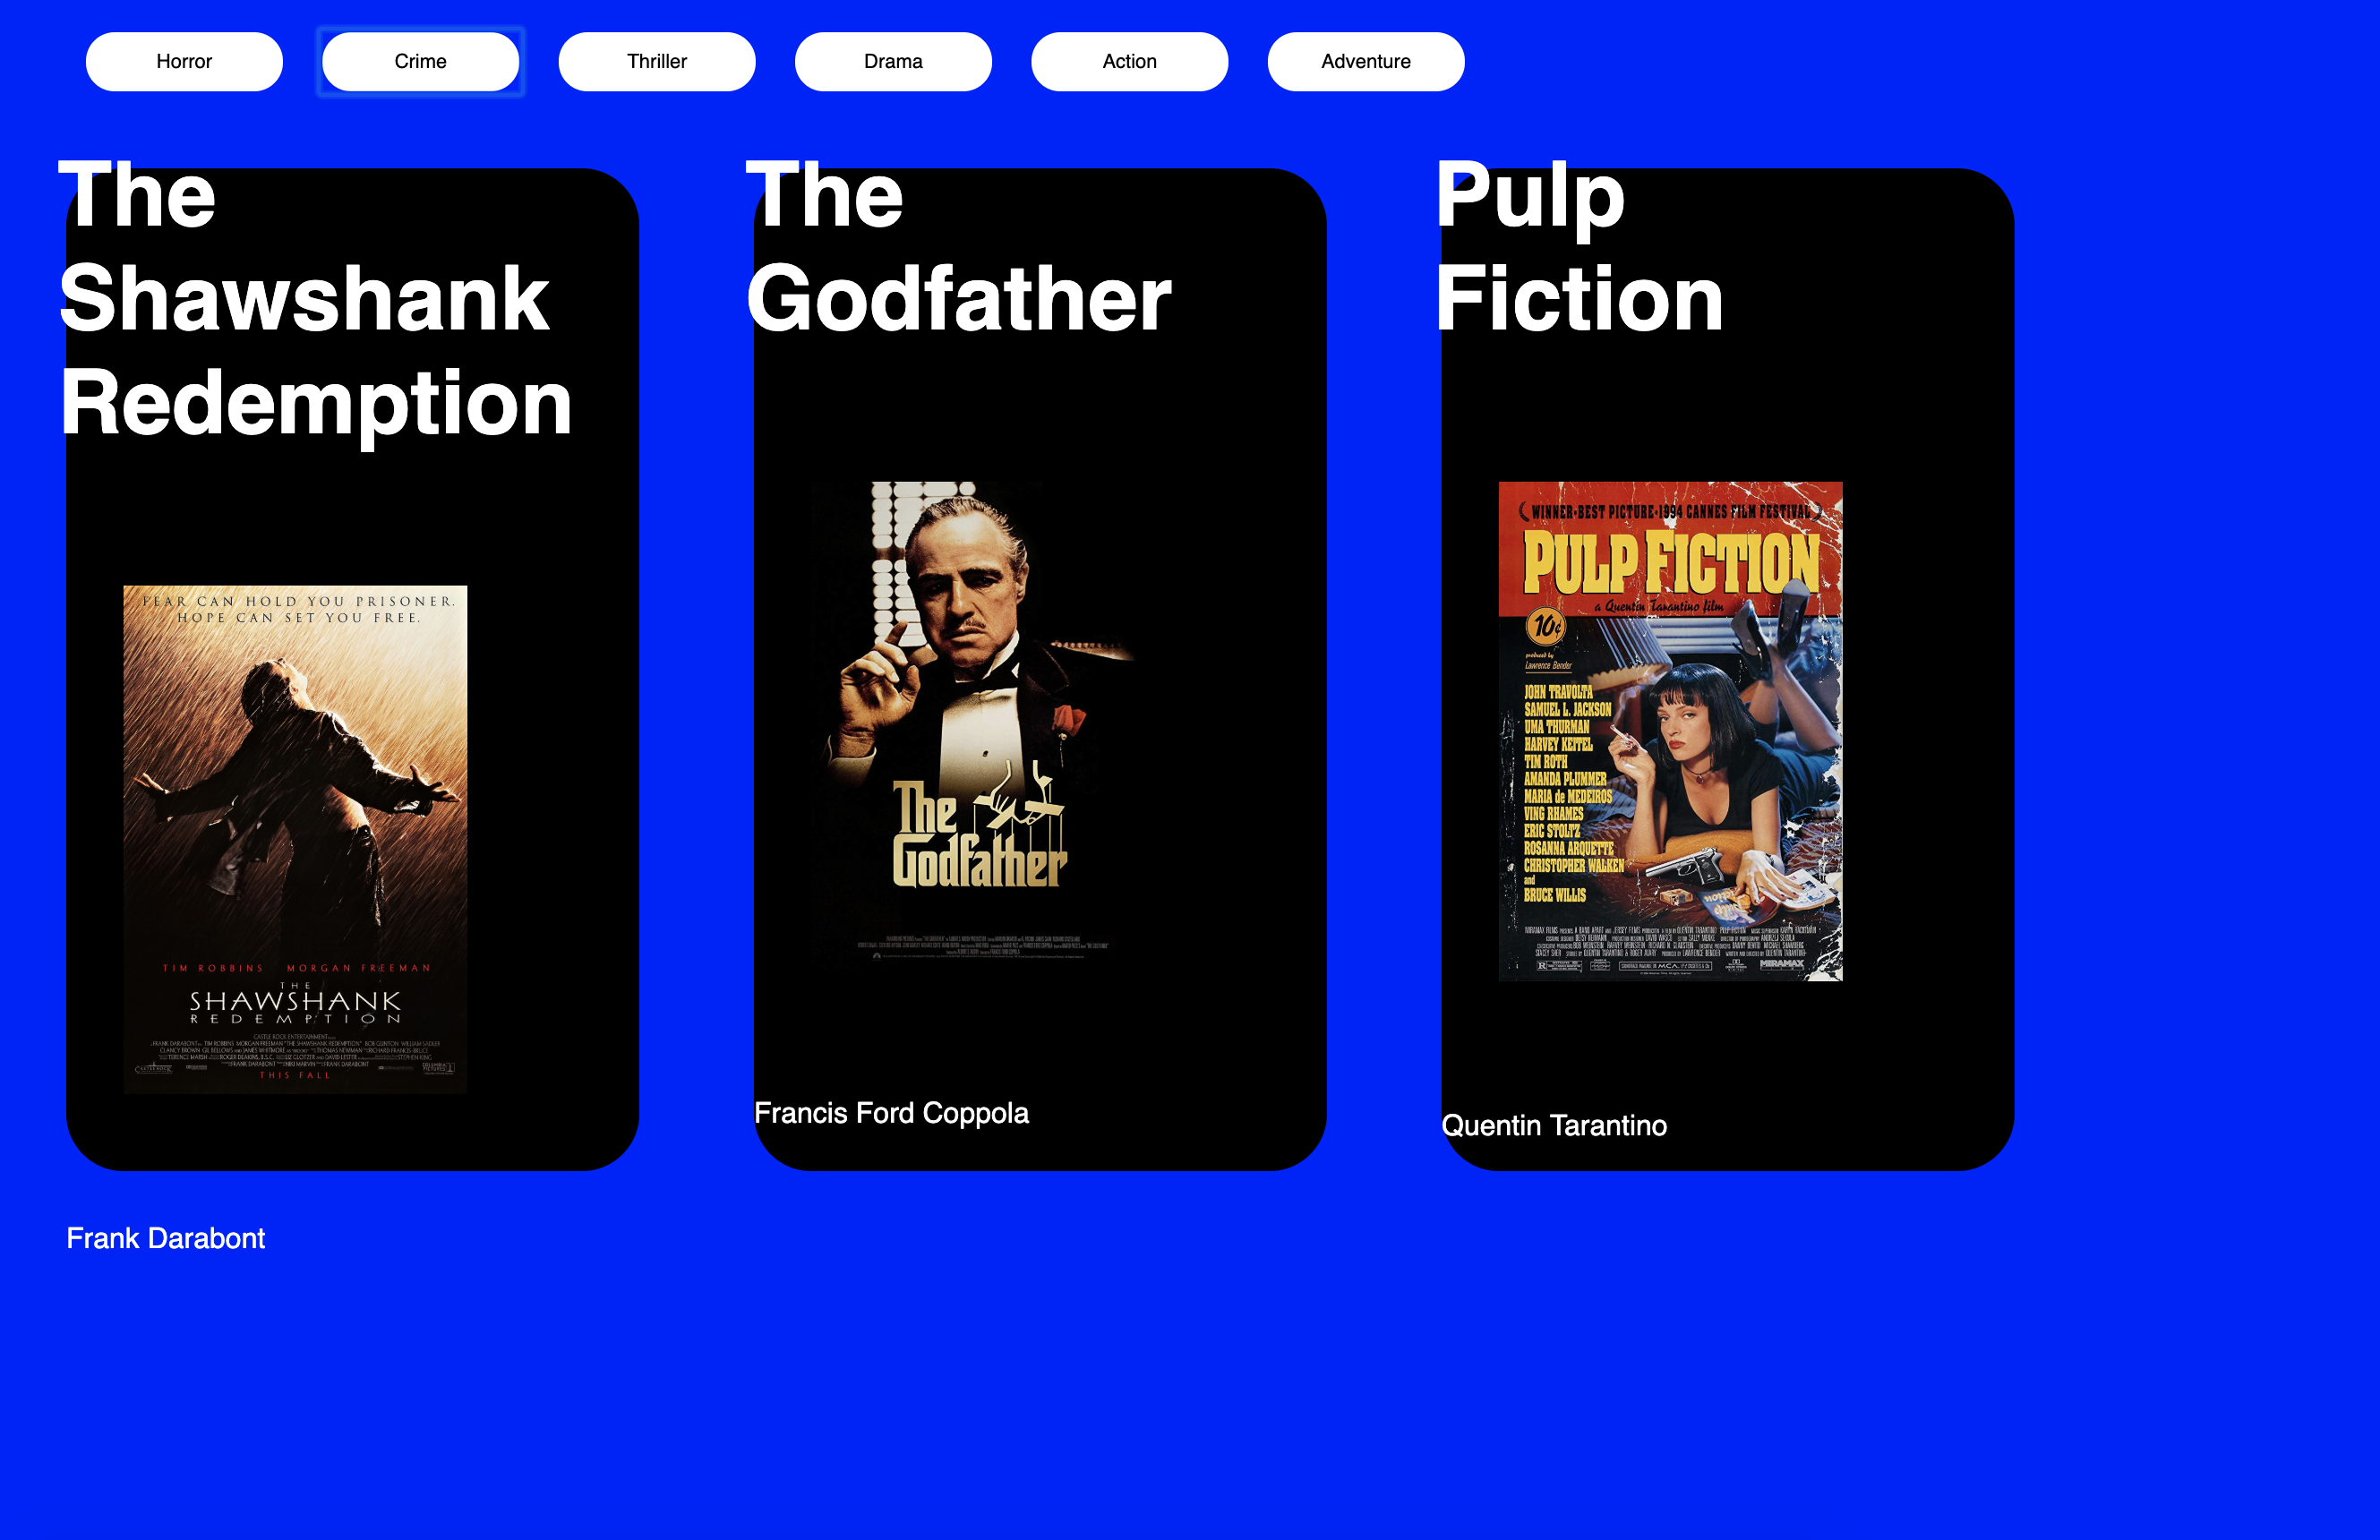 Horror
Crime
Thriller
Drama
Action
Adventure
The
Shawshank
Redemption
FEAR CAN HOLD YOU PRISONER.
HOPE CAN SET YOU FREE.
TIM ROBBINS MORGAN FREEMAN
THE
SHAWSHANK
REDEMPTION
CASTLE ROCK ENTERTAINMENT
THIS FALL
Frank Darabont
The
Godfather
The
Godfather
Francis Ford Coppola
Pulp
Fiction
WINNER-BEST PICTURE-1994 CANNES FILM FESTIVAL
PULP FICTION
a Quentin Tarantino film
10¢
produced by
Lawrence Bender
JOHN TRAVOLTA
SAMUEL L. JACKSON
UMA THURMAN
HARVEY KEITEL
TIM ROTH
AMANDA PLUMMER
MARIA de MEDEIROS
VING RHAMES
ERIC STOLTZ
ROSANNA ARQUETTE
CHRISTOPHER WALKEN
and
BRUCE WILLIS
MIRAMAX
Quentin Tarantino